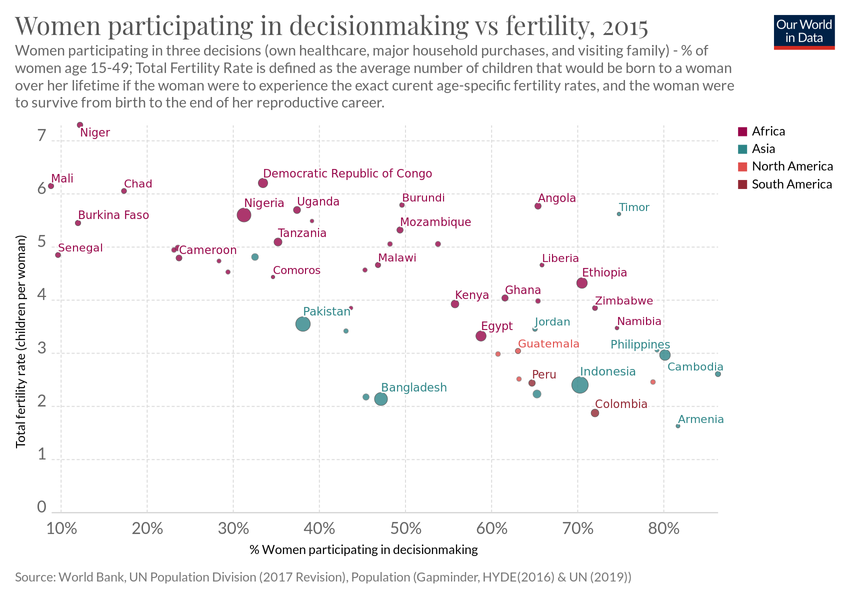 Women participating in decisionmaking vs fertility, 2015
Our World
in Data
Women participating in three decisions (own healthcare, major household purchases, and visiting family) - % of
women age 15-49; Total Fertility Rate is defined as the average number of children that would be born to a woman
over her lifetime if the woman were to experience the exact curent age-specific fertility rates, and the woman were
to survive from birth to the end of her reproductive career.
7
Niger
Africa
Asia
North America
South America
Democratic Republic of Congo
Mali
Chad
6
Burundi
Angola
Nigeria
Uganda
Timor
Burkina Faso
Mozambique
Tanzania
5
Senegal
Cameroon
Malawi
Liberia
Comoros
Ethiopia
4
Kenya
Ghana
Zimbabwe
Pakistan
Egypt
Jordan
Namibia
3
Guatemala
Philippines
Peru
Indonesia
Cambodia
Bangladesh
2
Colombia
Armenia
1
0
Total fertility rate (children per woman)
10%
20%
30%
40%
50%
60%
70%
80%
% Women participating in decisionmaking
Source: World Bank, UN Population Division (2017 Revision), Population (Gapminder, HYDE(2016) & UN (2019))